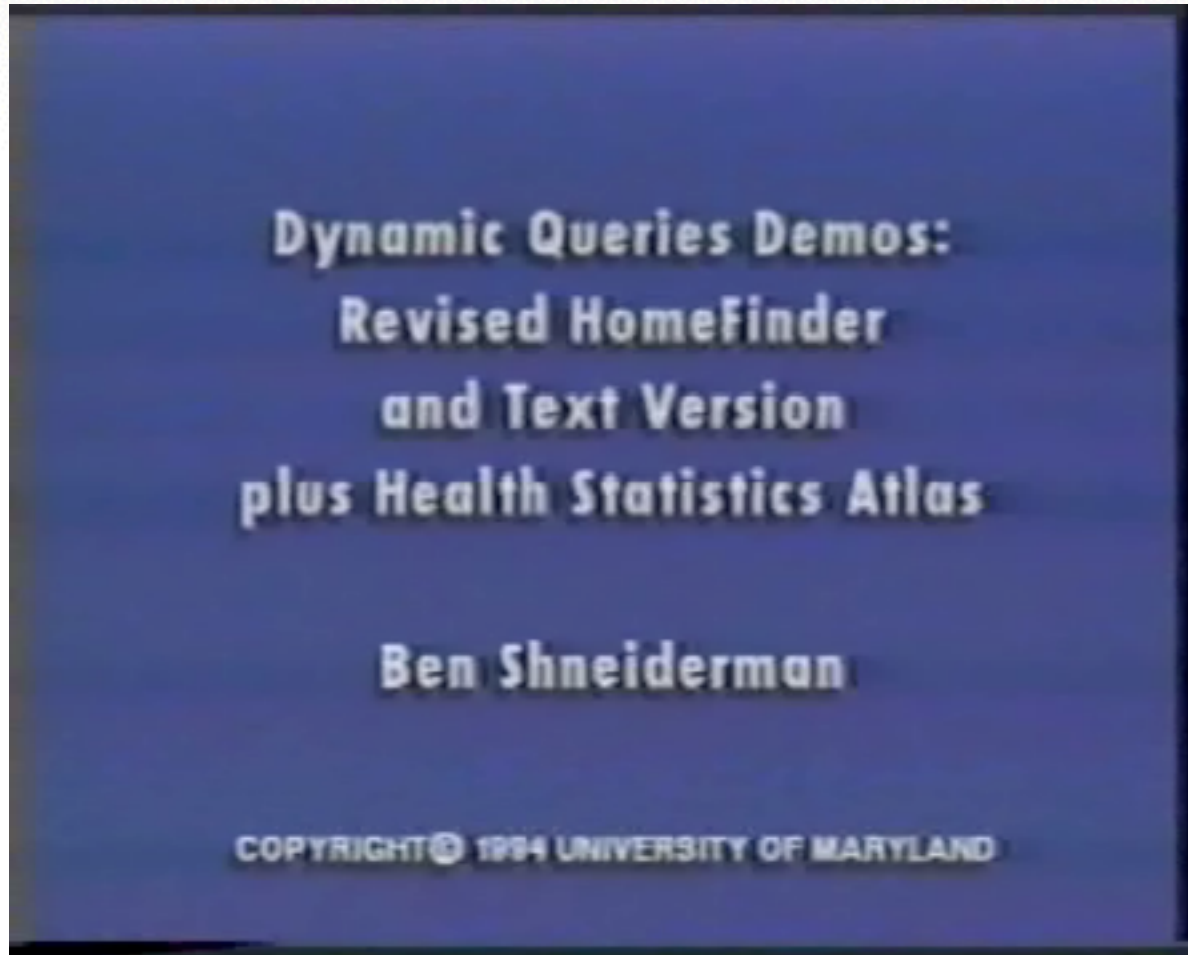 Dynamic Queries Demos:
Revised HomeFinder
and Text Version
plus Health Statistics Atlas
Ben Shneiderman
COPYRIGHT© 1994 UNIVERSITY OF MARYLAND